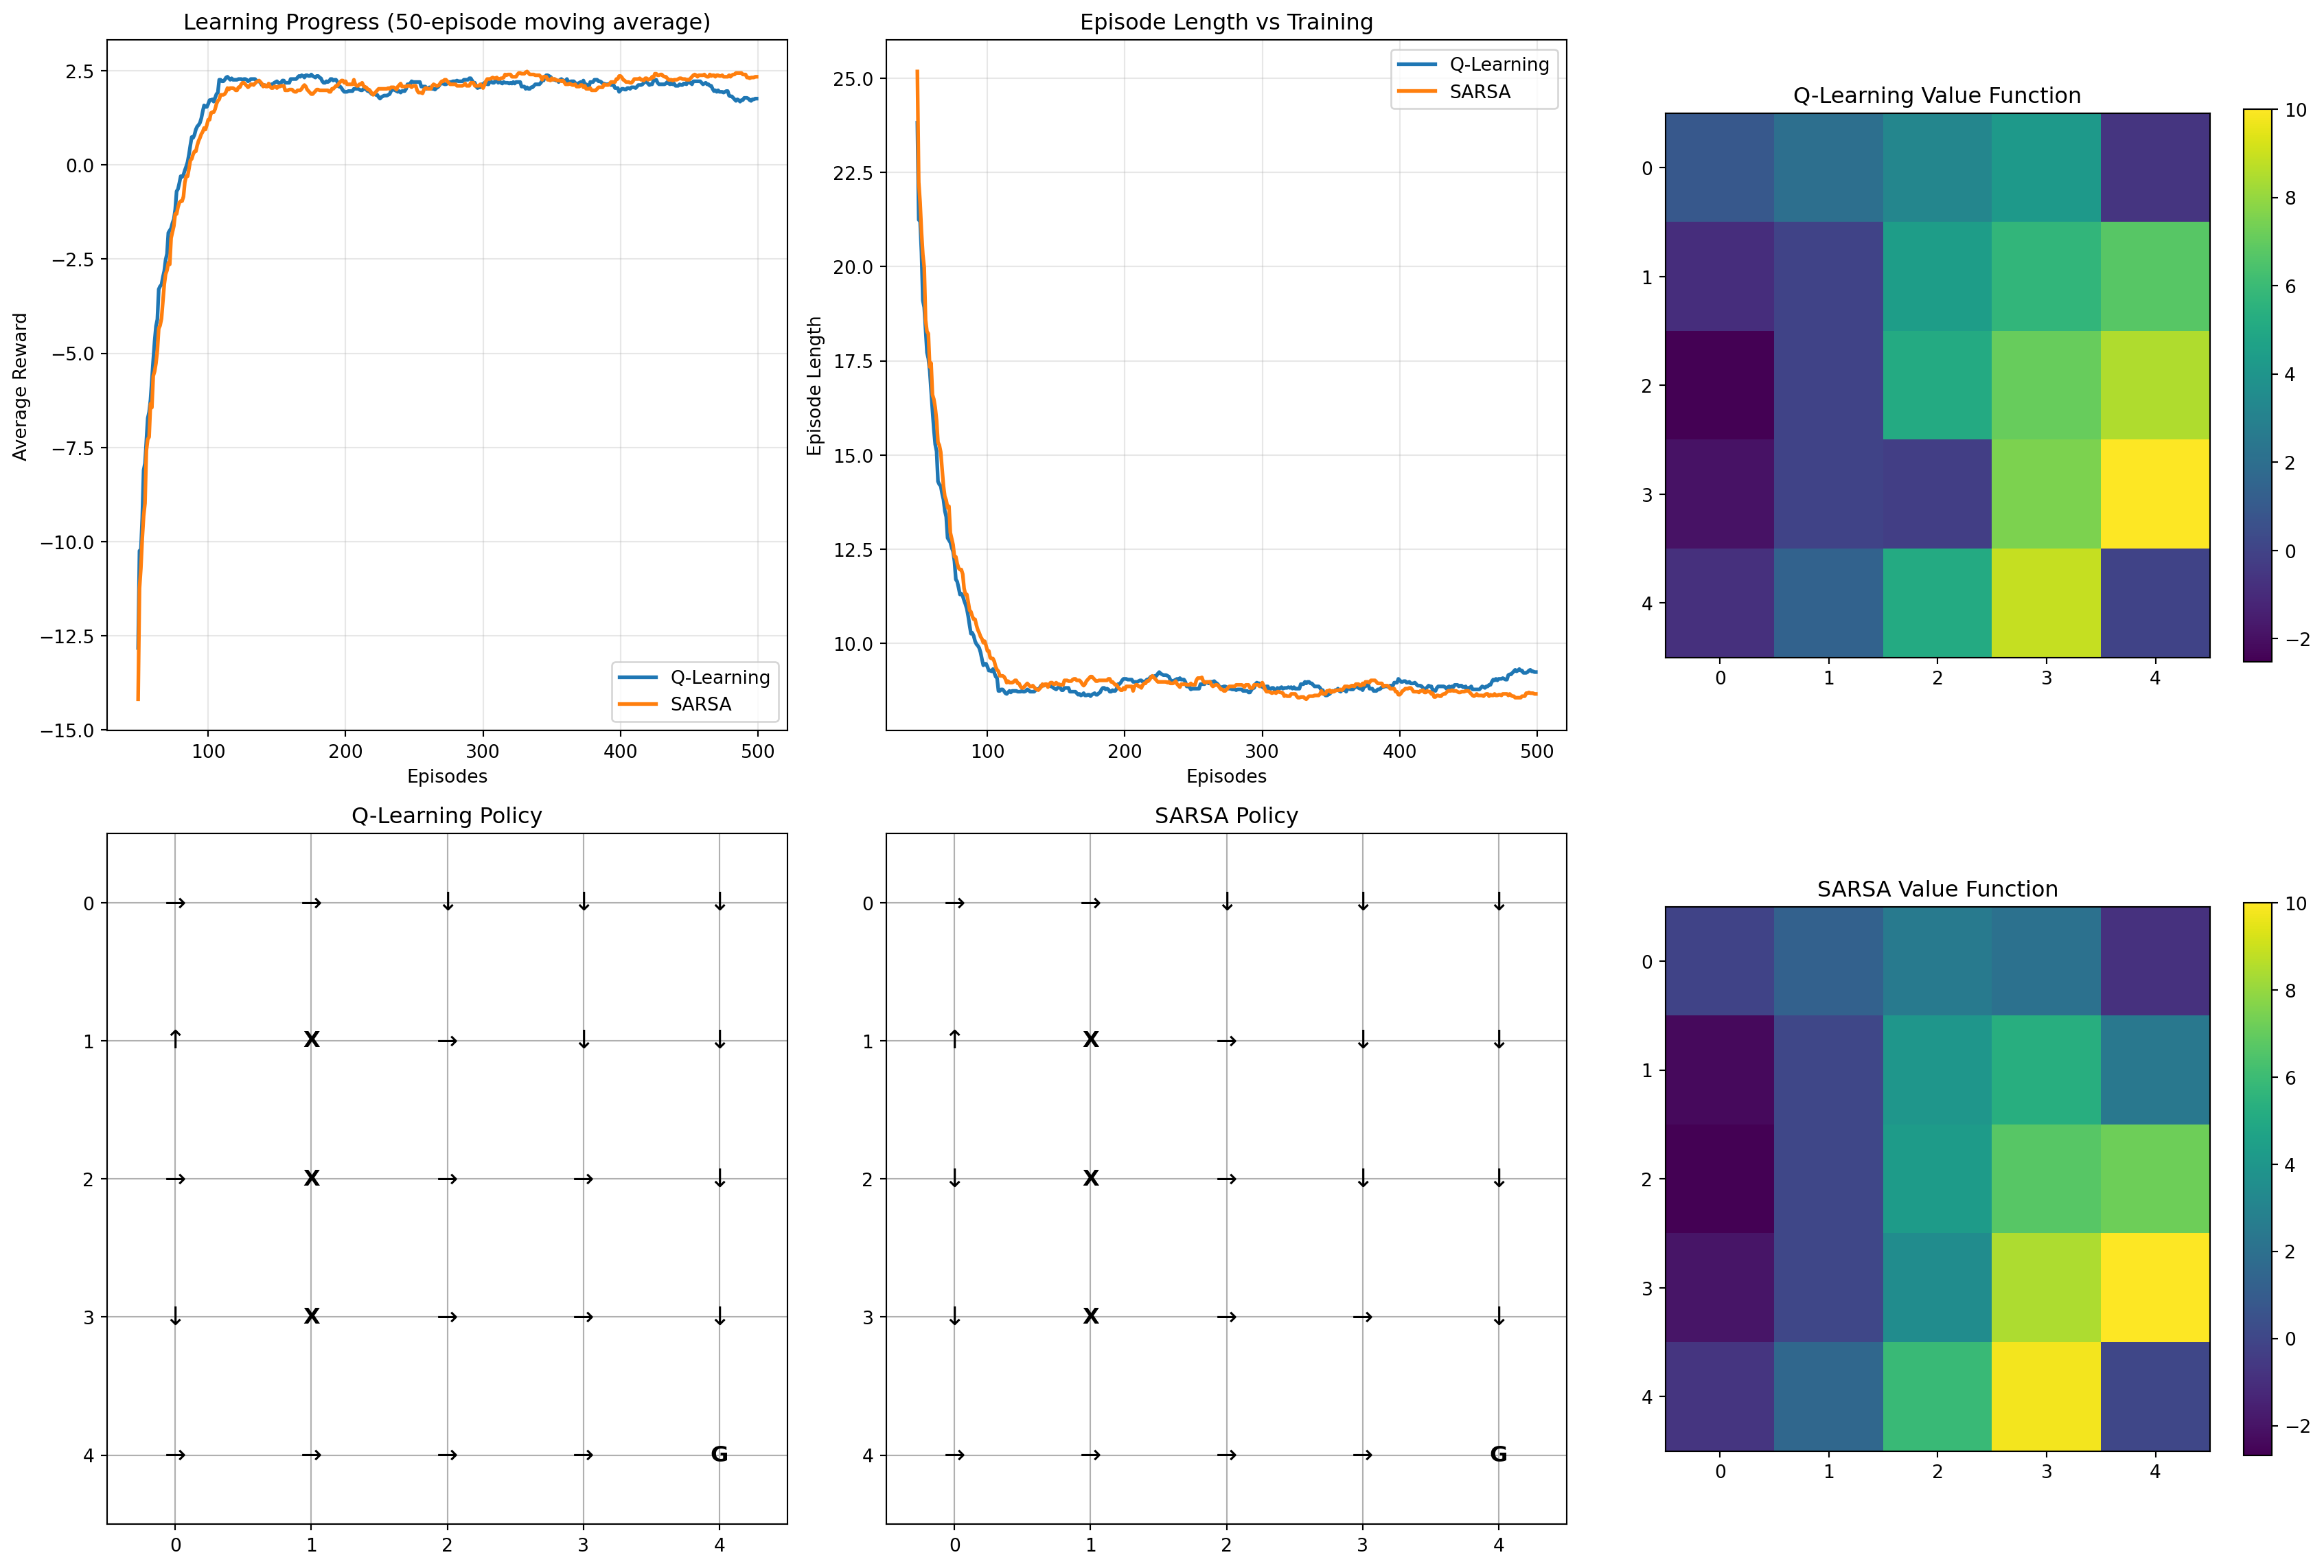 Learning Progress (50-episode moving average)
2.5
0.0
−2.5
−5.0
−7.5
−10.0
−12.5
−15.0
Average Reward
100 200 300 400 500
Episodes
Q-Learning
SARSA
Episode Length vs Training
25.0
22.5
20.0
17.5
15.0
12.5
10.0
Episode Length
100 200 300 400 500
Episodes
Q-Learning
SARSA
Q-Learning Value Function
0
1
2
3
4
0 1 2 3 4
10
8
6
4
2
0
−2
Q-Learning Policy
0 → → ↓ ↓ ↓
1 ↑ X → ↓ ↓
2 → X → → ↓
3 ↓ X → → ↓
4 → → → → G
0 1 2 3 4
SARSA Policy
0 → → ↓ ↓ ↓
1 ↑ X → ↓ ↓
2 ↓ X → ↓ ↓
3 ↓ X → → ↓
4 → → → → G
0 1 2 3 4
SARSA Value Function
0
1
2
3
4
0 1 2 3 4
10
8
6
4
2
0
−2